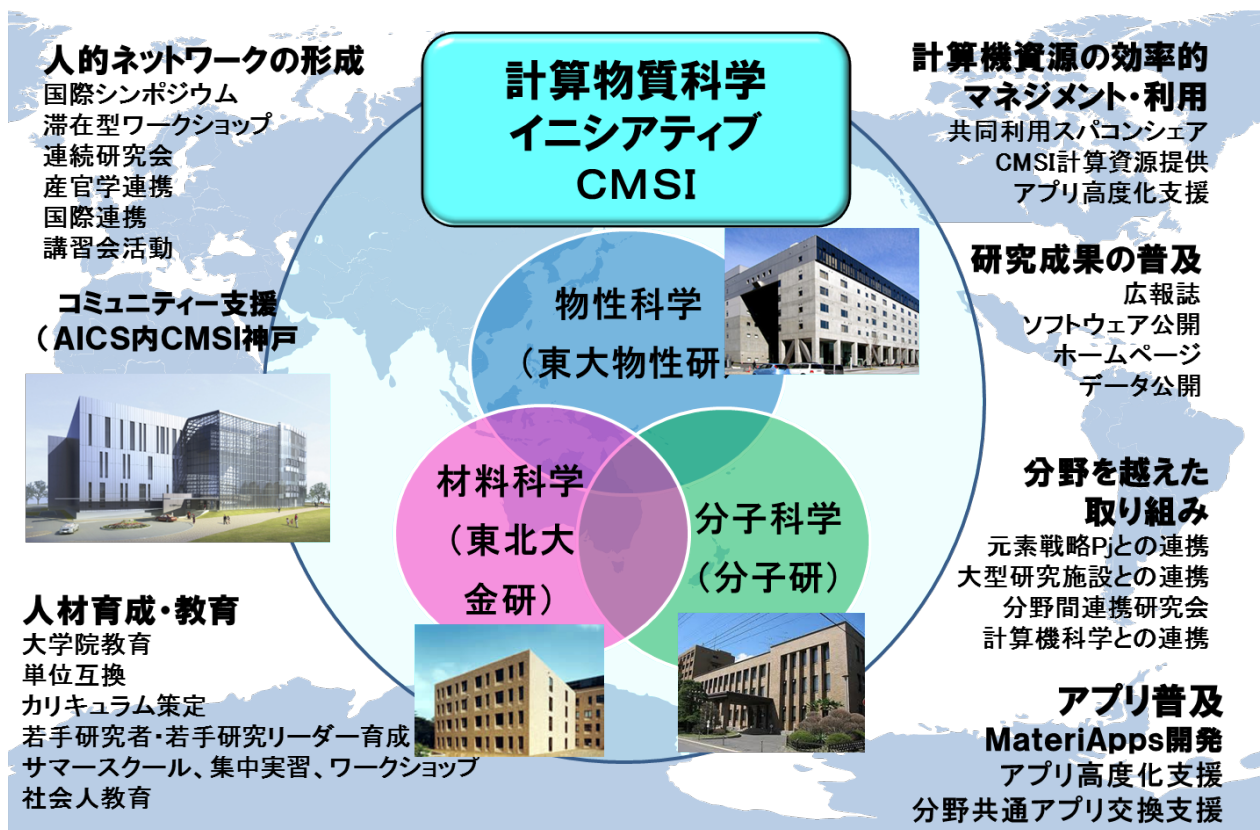 人的ネットワークの形成
国際シンポジウム
滞在型ワークショップ
連続研究会
産官学連携
国際連携
講習会活動
コミュニティー支援
（AICS内CMSI神戸
人材育成・教育
大学院教育
単位互換
カリキュラム策定
若手研究者・若手研究リーダー育成
サマースクール、集中実習、ワークショップ
社会人教育
計算物質科学
イニシアティブ
CMSI
物性科学
（東大物性研
材料科学
（東北大
金研）
分子科学
（分子研）
計算機資源の効率的
マネジメント・利用
共同利用スパコンシェア
CMSI計算資源提供
アプリ高度化支援
研究成果の普及
広報誌
ソフトウェア公開
ホームページ
データ公開
分野を越えた
取り組み
元素戦略Pjとの連携
大型研究施設との連携
分野間連携研究会
計算機科学との連携
アプリ普及
MateriApps開発
アプリ高度化支援
分野共通アプリ交換支援